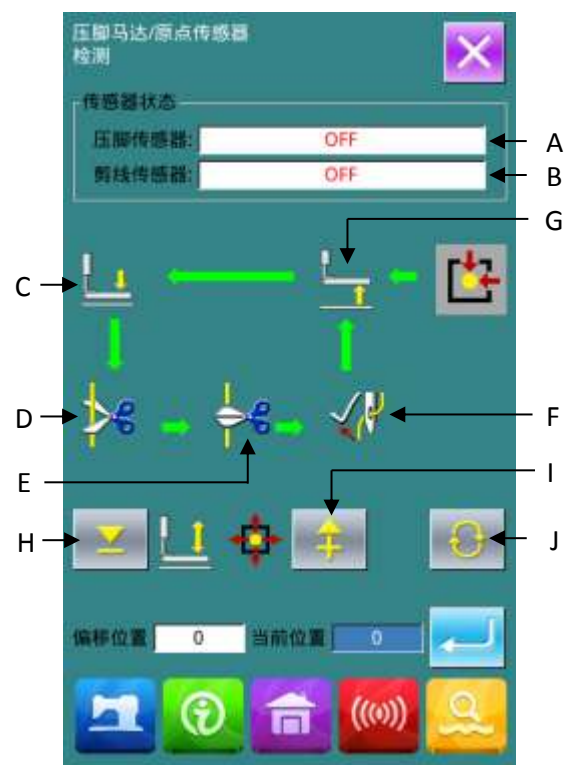 压脚马达/原点传感器
检测
传感器状态
压脚传感器: OFF
A
剪线传感器: OFF
B
G
C
D
F
E
I
H
J
偏移位置 0 当前位置 0